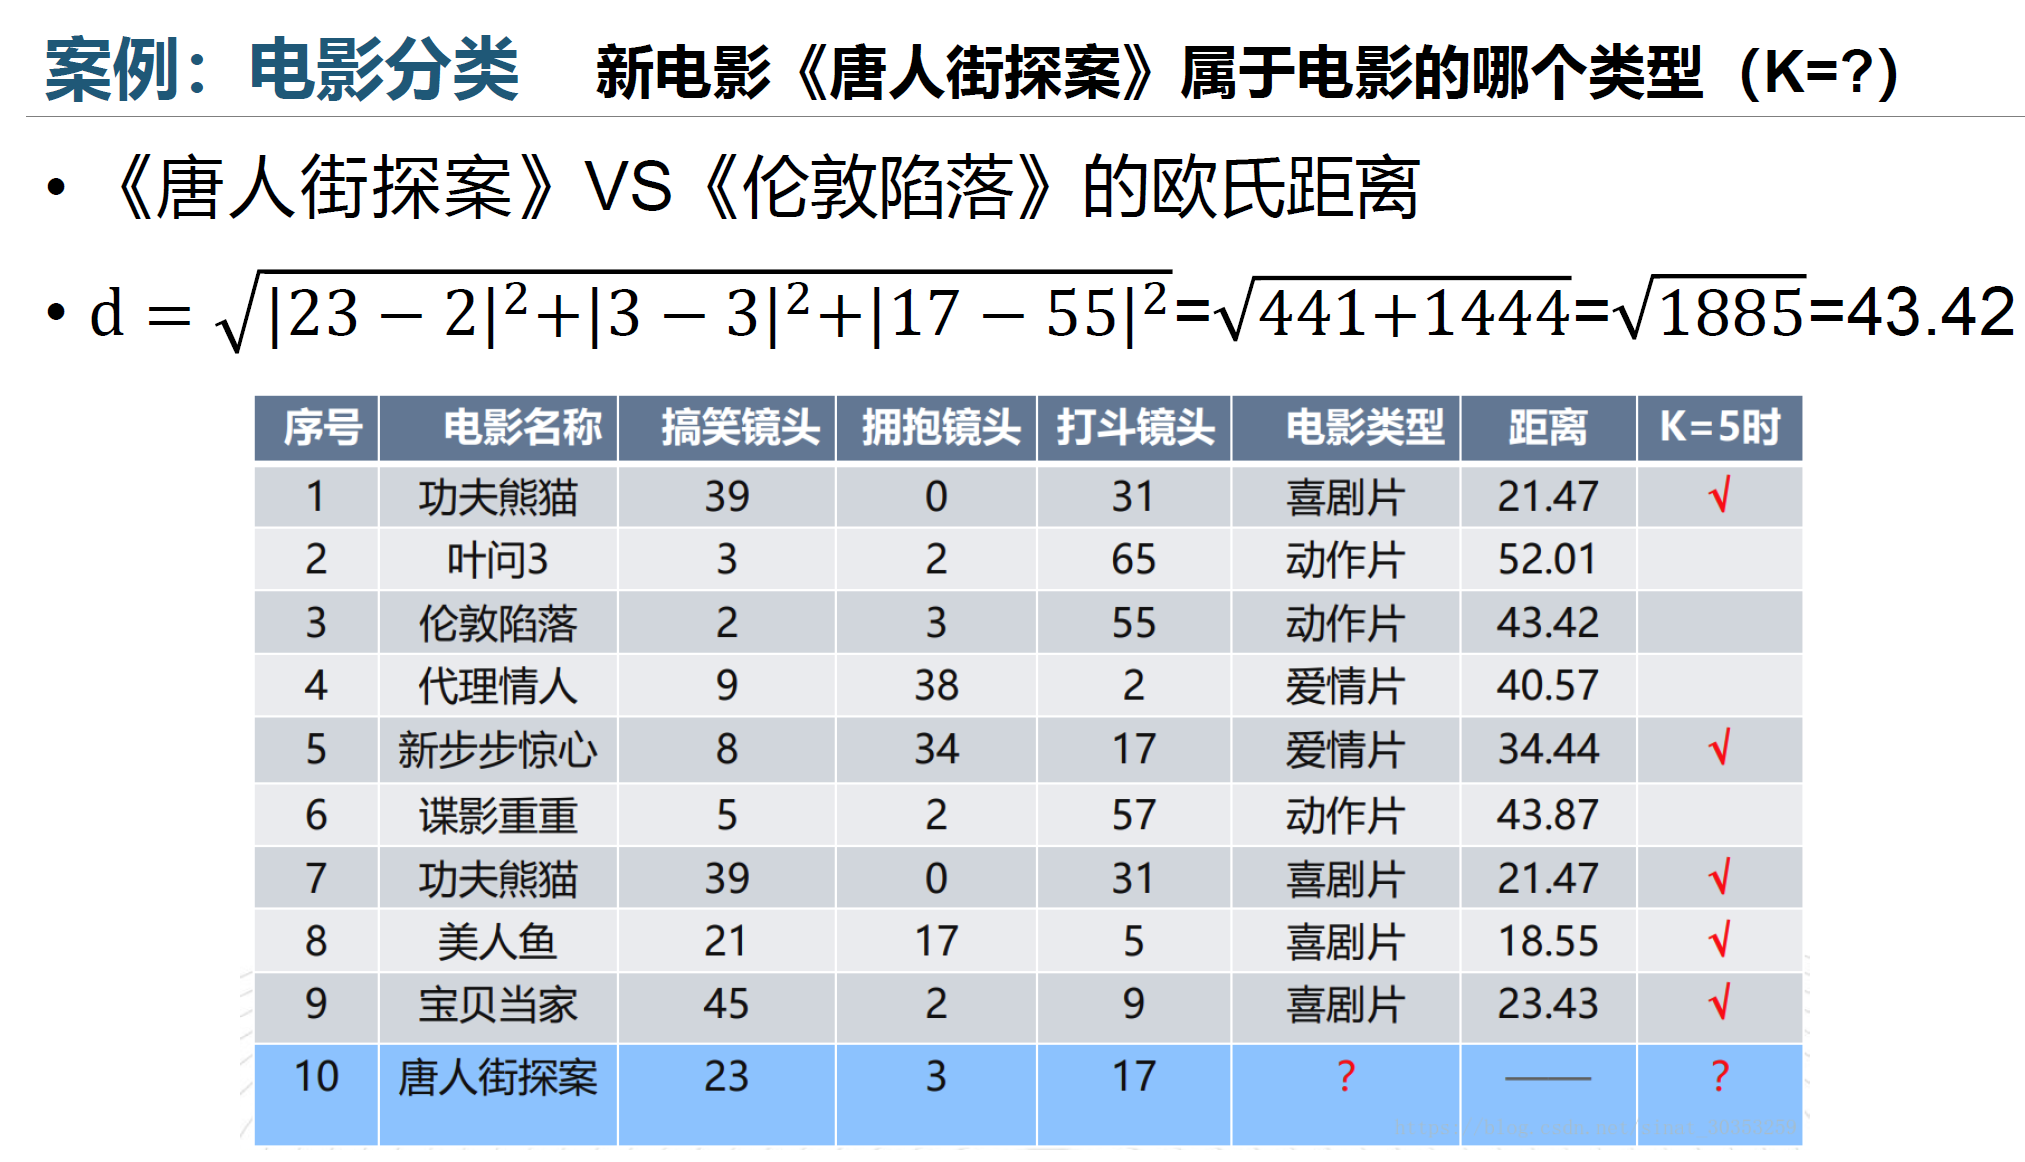 案例：电影分类 新电影《唐人街探案》属于电影的哪个类型（K=?）
• 《唐人街探案》VS《伦敦陷落》的欧氏距离
• d = √|23 − 2|²+|3 − 3|²+|17 − 55|²=√441+1444=√1885=43.42
序号 电影名称 搞笑镜头 拥抱镜头 打斗镜头 电影类型 距离 K=5时
1 功夫熊猫 39 0 31 喜剧片 21.47 √
2 叶问3 3 2 65 动作片 52.01
3 伦敦陷落 2 3 55 动作片 43.42
4 代理情人 9 38 2 爱情片 40.57
5 新步步惊心 8 34 17 爱情片 34.44 √
6 谍影重重 5 2 57 动作片 43.87
7 功夫熊猫 39 0 31 喜剧片 21.47 √
8 美人鱼 21 17 5 喜剧片 18.55 √
9 宝贝当家 45 2 9 喜剧片 23.43 √
10 唐人街探案 23 3 17 ? —— ?